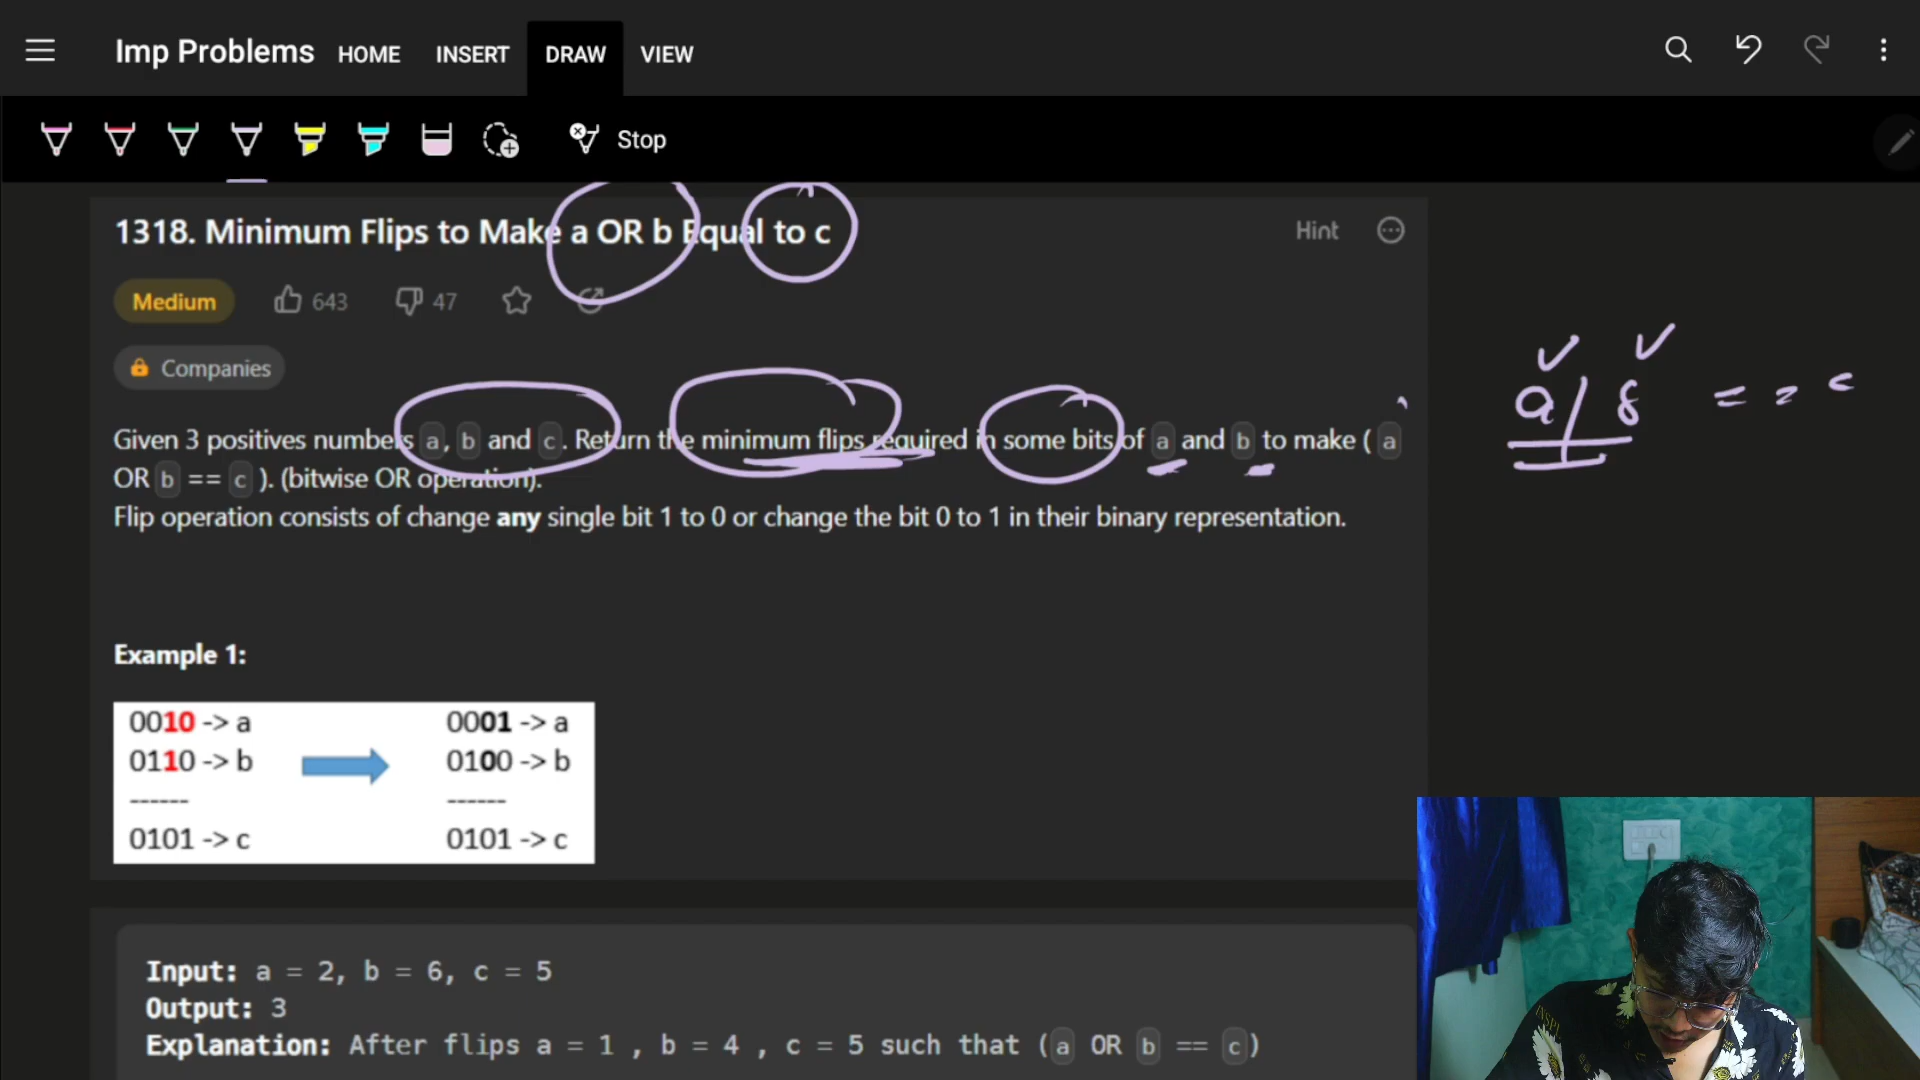 Imp Problems HOME INSERT DRAW VIEW
Stop
1318. Minimum Flips to Make a OR b Equal to c
Hint
Medium 643 47
Companies
Given 3 positives numbers a, b and c. Return the minimum flips required in some bits of a and b to make ( a
OR b == c ). (bitwise OR operation).
Flip operation consists of change any single bit 1 to 0 or change the bit 0 to 1 in their binary representation.
a / b == c
Example 1:
0010 -> a 0001 -> a
0110 -> b 0100 -> b
------ ------
0101 -> c 0101 -> c
Input: a = 2, b = 6, c = 5
Output: 3
Explanation: After flips a = 1 , b = 4 , c = 5 such that (a OR b == c)